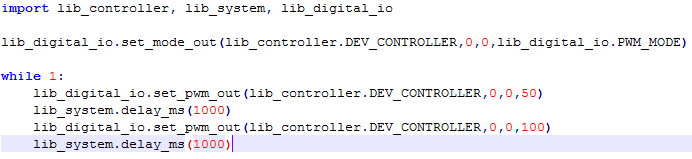 import lib_controller, lib_system, lib_digital_io
lib_digital_io.set_mode_out(lib_controller.DEV_CONTROLLER,0,0,lib_digital_io.PWM_MODE)
while 1:
    lib_digital_io.set_pwm_out(lib_controller.DEV_CONTROLLER,0,0,50)
    lib_system.delay_ms(1000)
    lib_digital_io.set_pwm_out(lib_controller.DEV_CONTROLLER,0,0,100)
    lib_system.delay_ms(1000)